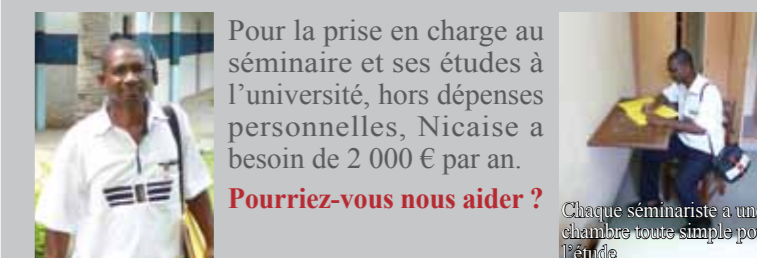 Pour la prise en charge au
séminaire et ses études à
l’université, hors dépenses
personnelles, Nicaise a
besoin de 2 000 € par an.
Pourriez-vous nous aider ?
Chaque séminariste a une
chambre toute simple
l’étude